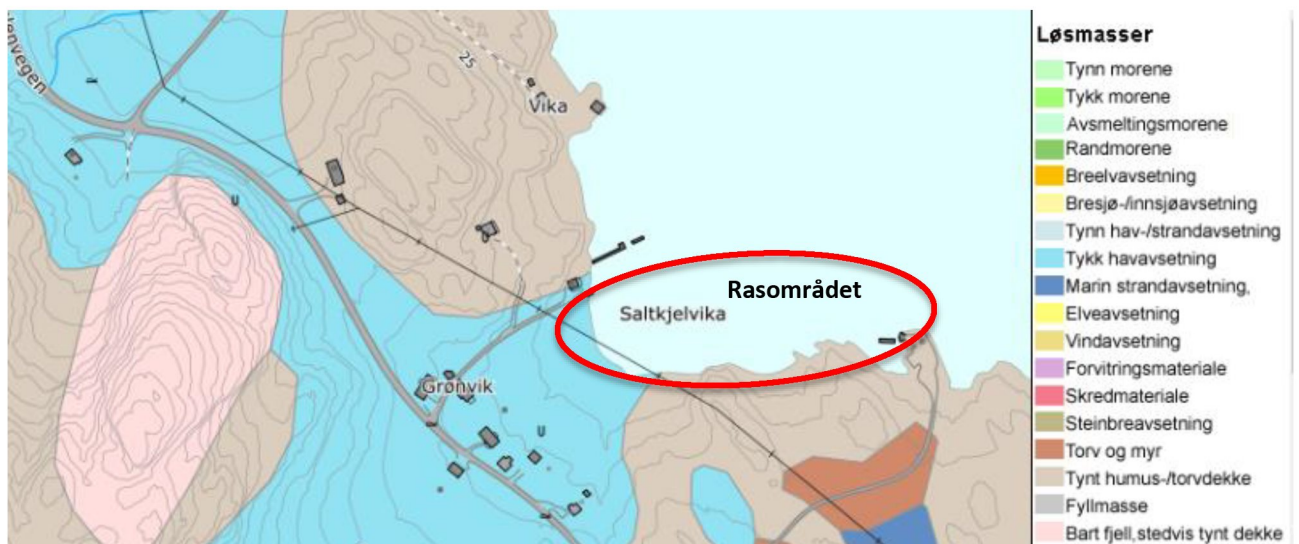 lenvegen
25
Vika
Rasområdet
Saltkjelvika
Grønvik
U
U
Løsmasser
Tynn morene
Tykk morene
Avsmeltingsmorene
Randmorene
Breelvavsetning
Bresjø-/innsjøavsetning
Tynn hav-/strandavsetning
Tykk havavsetning
Marin strandavsetning,
Elveavsetning
Vindavsetning
Forvitringsmateriale
Skredmateriale
Steinbreavsetning
Torv og myr
Tynt humus-/torvdekke
Fyllmasse
Bart fjell,stedvis tynt dekke